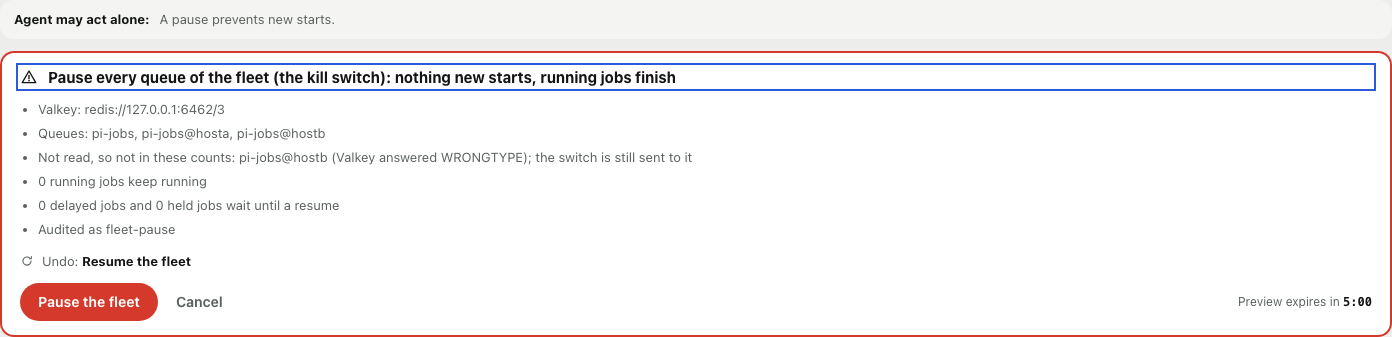 Agent may act alone: A pause prevents new starts.
Pause every queue of the fleet (the kill switch): nothing new starts, running jobs finish
• Valkey: redis://127.0.0.1:6462/3
• Queues: pi-jobs, pi-jobs@hosta, pi-jobs@hostb
• Not read, so not in these counts: pi-jobs@hostb (Valkey answered WRONGTYPE); the switch is still sent to it
• 0 running jobs keep running
• 0 delayed jobs and 0 held jobs wait until a resume
• Audited as fleet-pause
Undo: Resume the fleet
Pause the fleet Cancel Preview expires in 5:00